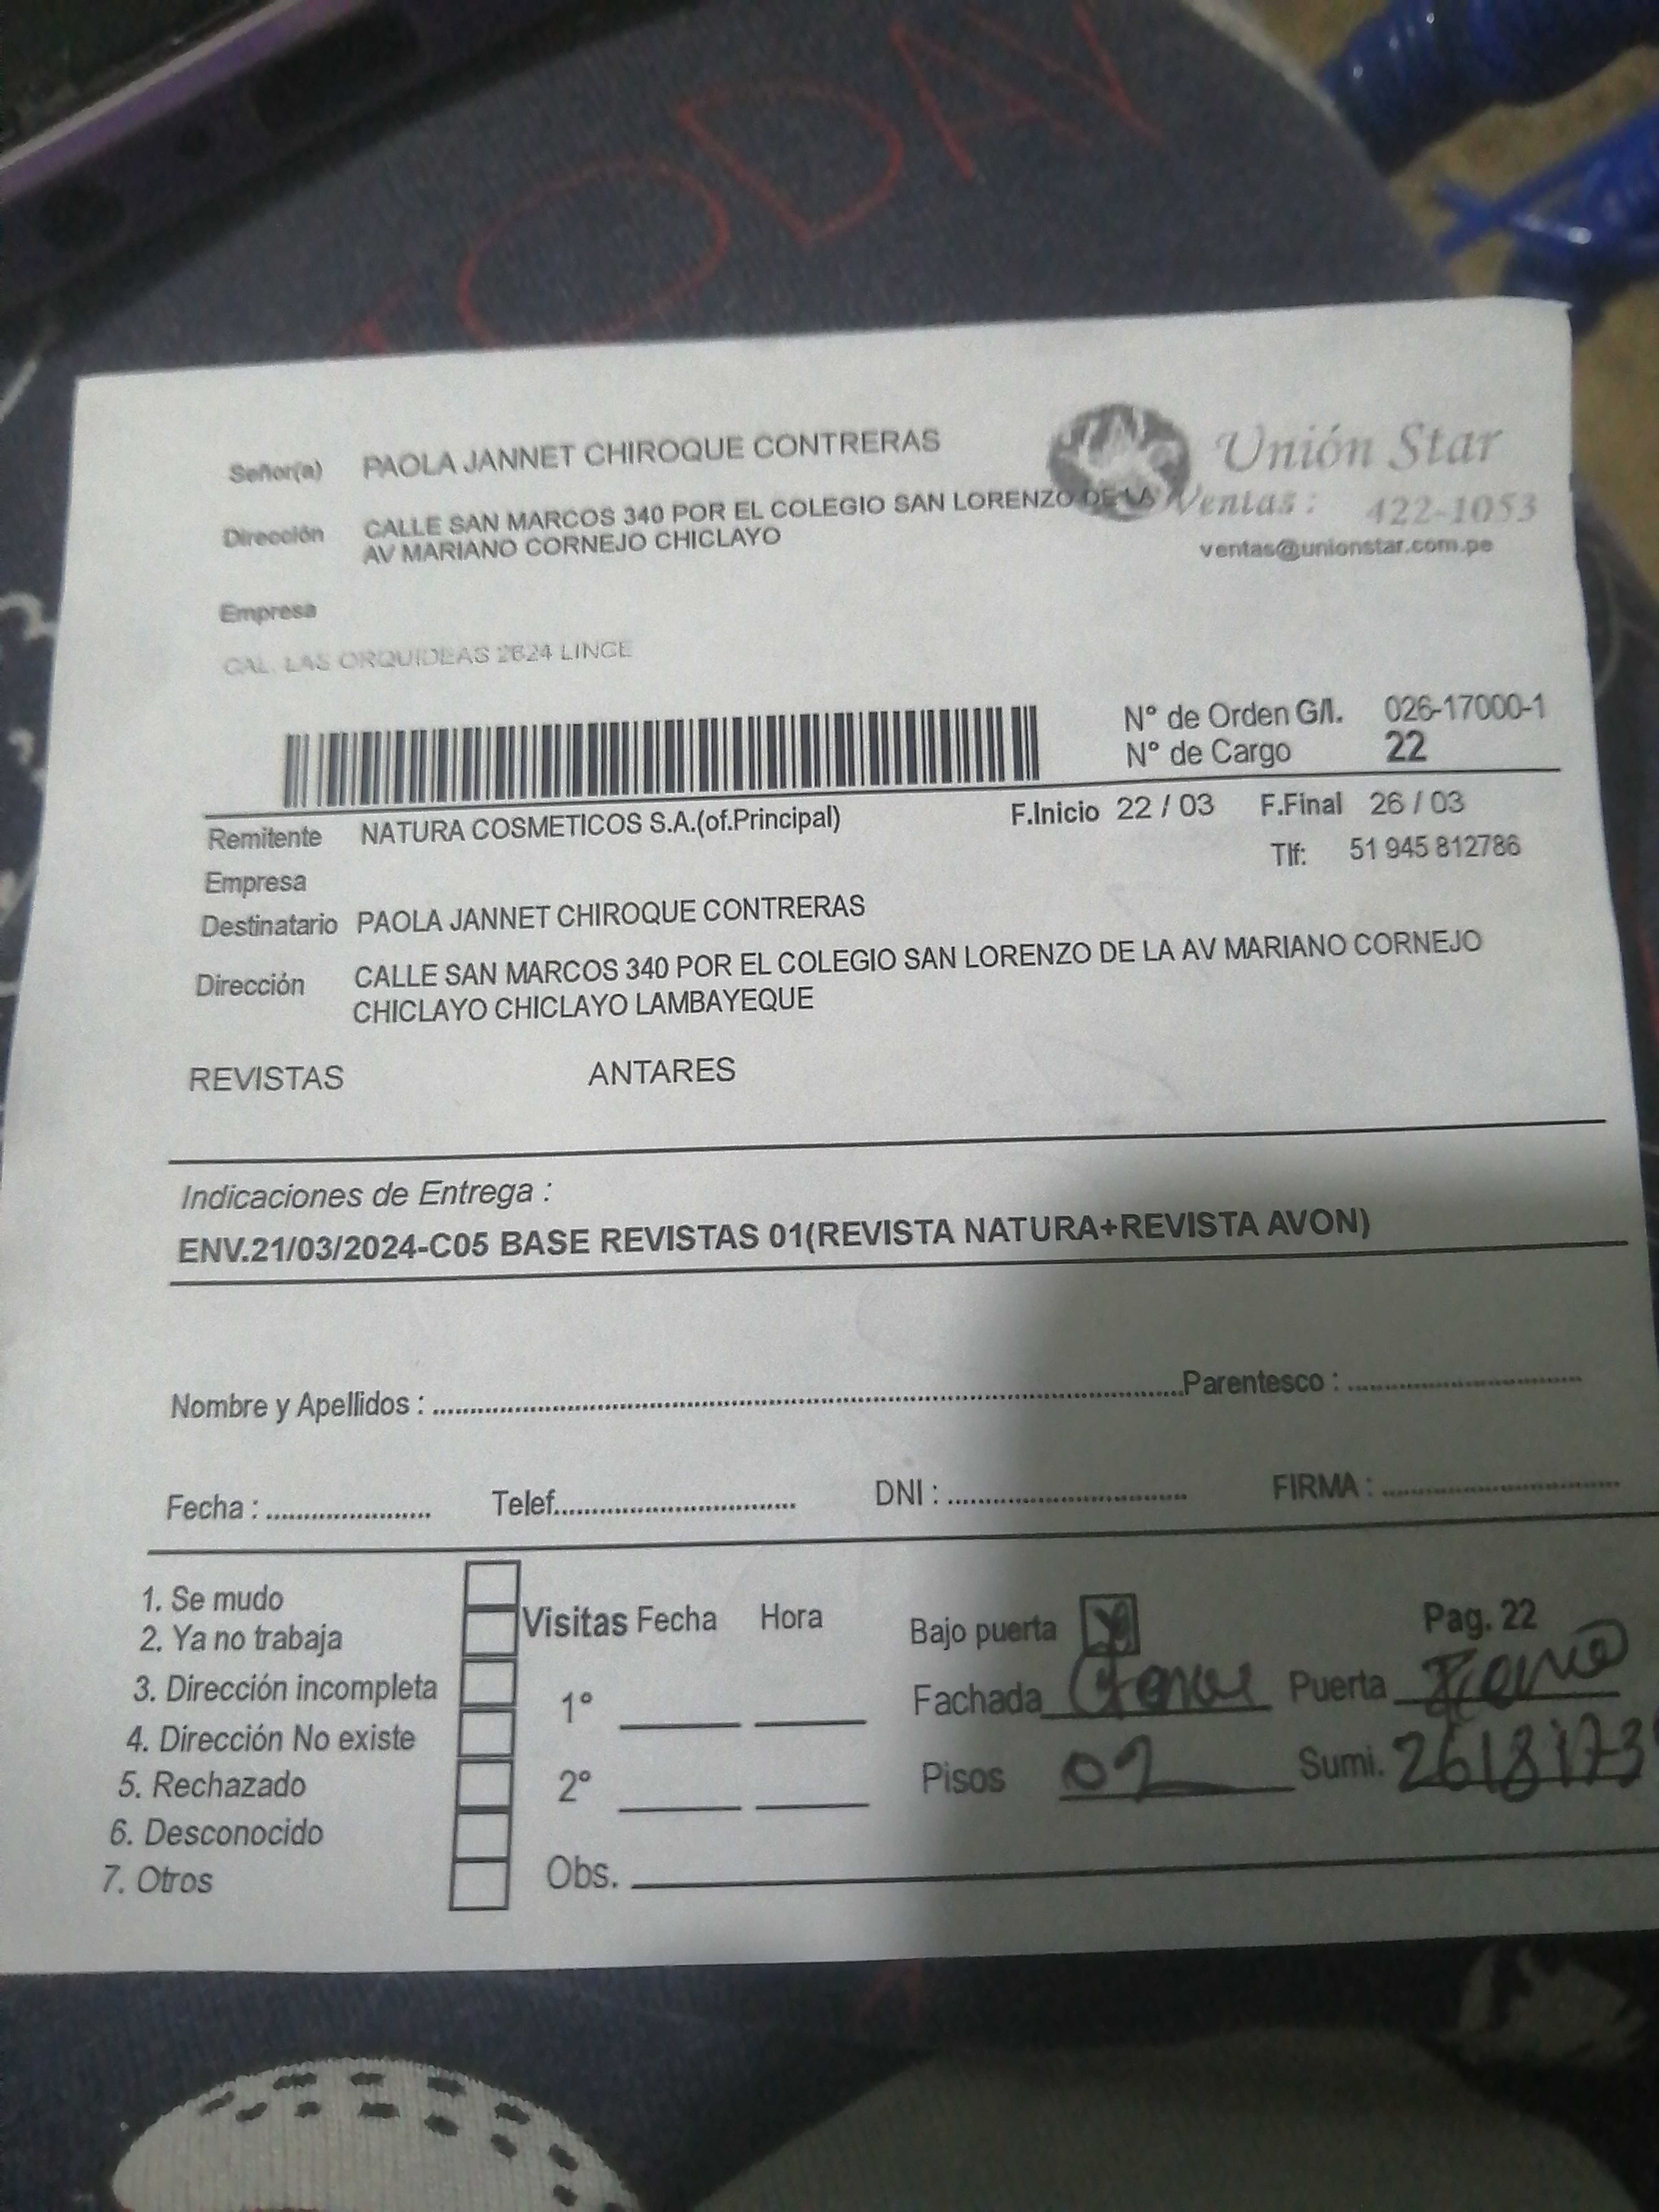 TODAY
Señor(a) PAOLA JANNET CHIROQUE CONTRERAS
Unión Star
Dirección CALLE SAN MARCOS 340 POR EL COLEGIO SAN LORENZO DE LA
AV MARIANO CORNEJO CHICLAYO
Ventas: 422-1053
ventas@unionstar.com.pe
Empresa
CAL. LAS ORQUIDEAS 2624 LINCE
N° de Orden G/I. 026-17000-1
N° de Cargo 22
Remitente NATURA COSMETICOS S.A.(of.Principal) F.Inicio 22 / 03 F.Final 26 / 03
Tlf: 51 945 812786
Empresa
Destinatario PAOLA JANNET CHIROQUE CONTRERAS
Dirección CALLE SAN MARCOS 340 POR EL COLEGIO SAN LORENZO DE LA AV MARIANO CORNEJO
CHICLAYO CHICLAYO LAMBAYEQUE
REVISTAS ANTARES
Indicaciones de Entrega :
ENV.21/03/2024-C05 BASE REVISTAS 01(REVISTA NATURA+REVISTA AVON)
Nombre y Apellidos : Parentesco :
Fecha : Telef. DNI : FIRMA :
1. Se mudo
2. Ya no trabaja
3. Dirección incompleta
4. Dirección No existe
5. Rechazado
6. Desconocido
7. Otros
Visitas Fecha Hora
1°
2°
Obs.
Bajo puerta Pag. 22
Fachada Puerta
Pisos 02 Sumi. 2618173